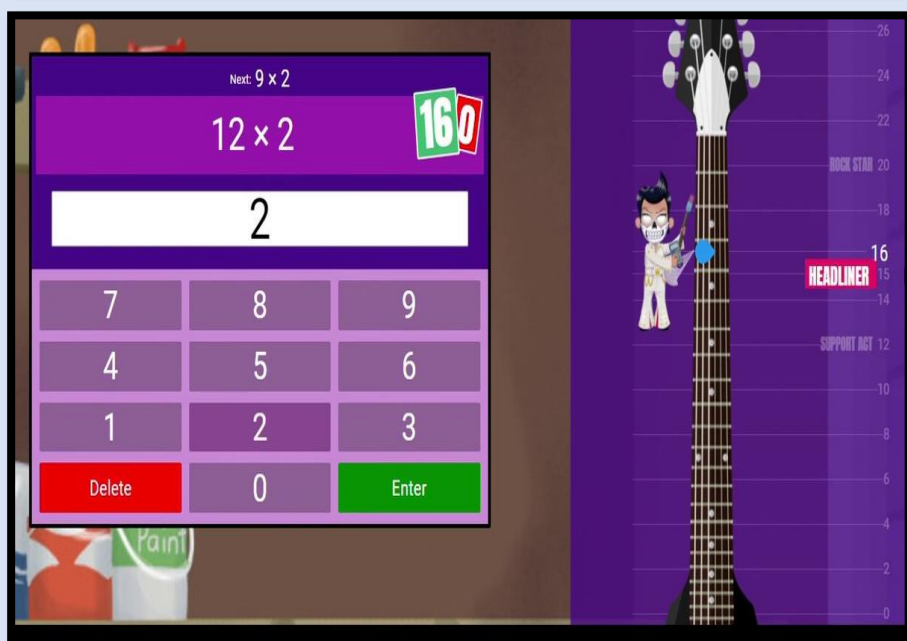 Next: 9 × 2
12 × 2
16 0
2
7 8 9
4 5 6
1 2 3
Delete 0 Enter
Paint
26
24
22
ROCK STAR 20
18
16
HEADLINER 15
14
SUPPORT ACT 12
10
8
6
4
2
0